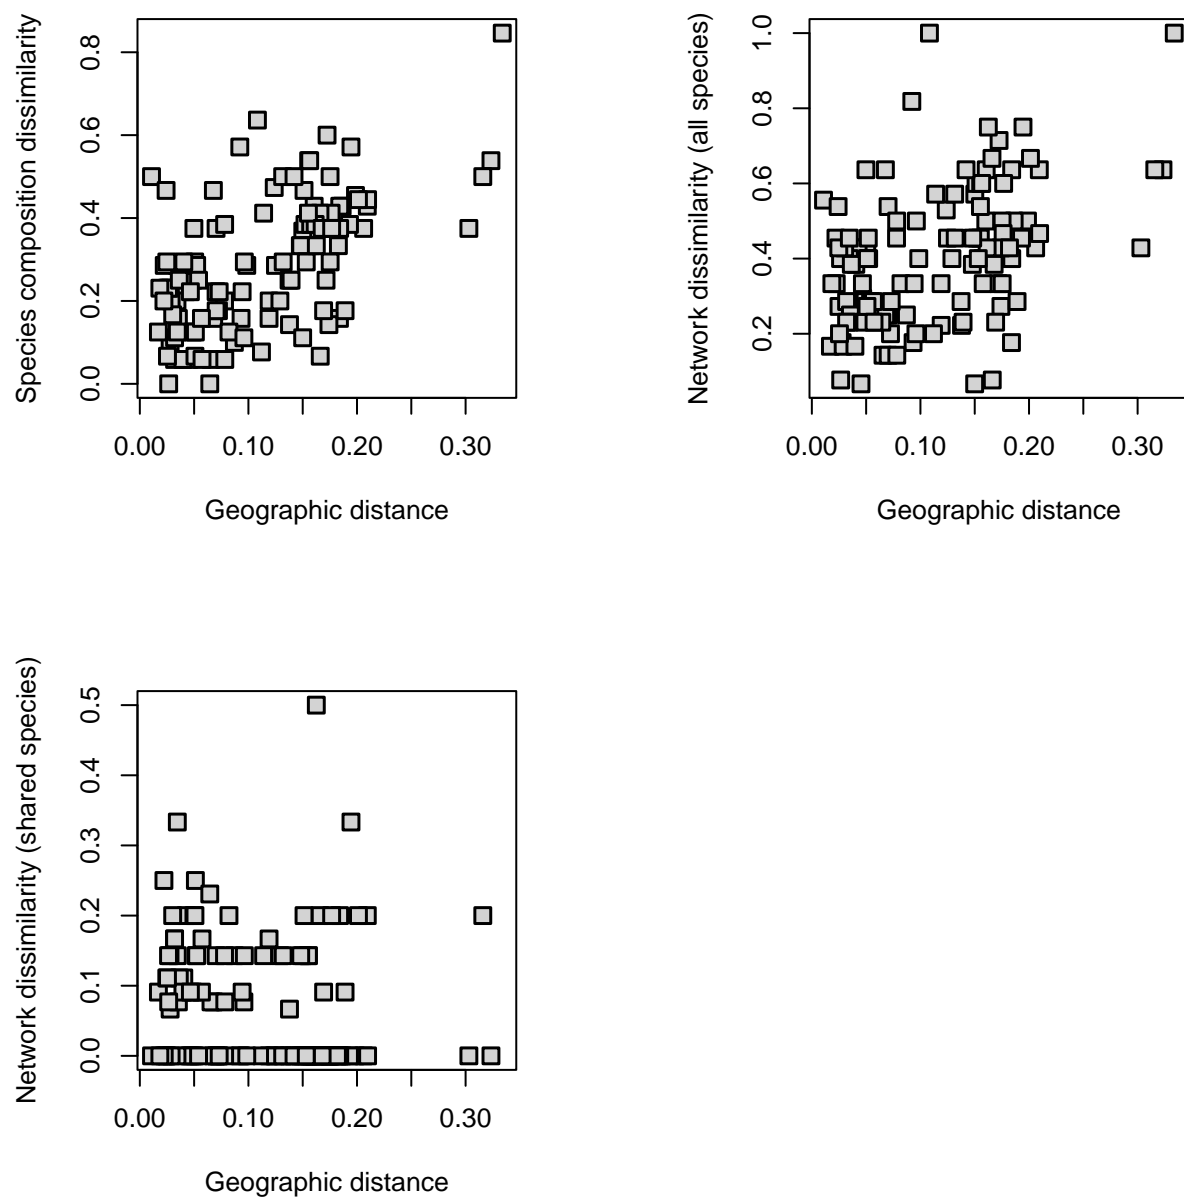 Species composition dissimilarity
0.0 0.2 0.4 0.6 0.8
0.00 0.10 0.20 0.30
Geographic distance
Network dissimilarity (all species)
0.2 0.4 0.6 0.8 1.0
0.00 0.10 0.20 0.30
Geographic distance
Network dissimilarity (shared species)
0.0 0.1 0.2 0.3 0.4 0.5
0.00 0.10 0.20 0.30
Geographic distance